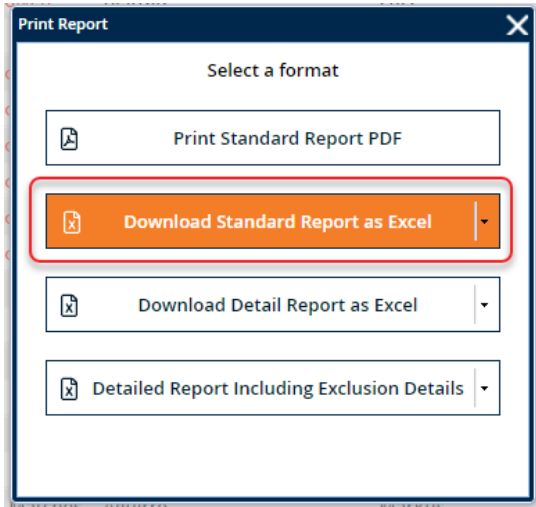 Print Report
Select a format
Print Standard Report PDF
Download Standard Report as Excel
Download Detail Report as Excel
Detailed Report Including Exclusion Details